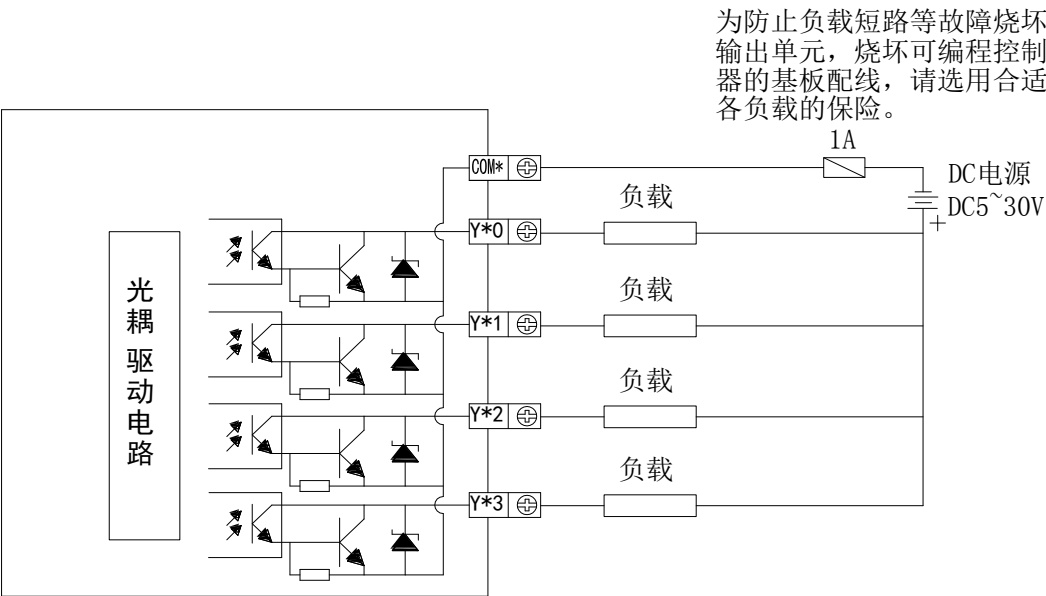 为防止负载短路等故障烧坏
输出单元，烧坏可编程控制
器的基板配线，请选用合适
各负载的保险。
1A
COM*
DC电源
DC5~30V
+
负载
Y*0
负载
Y*1
负载
Y*2
负载
Y*3
光耦驱动电路